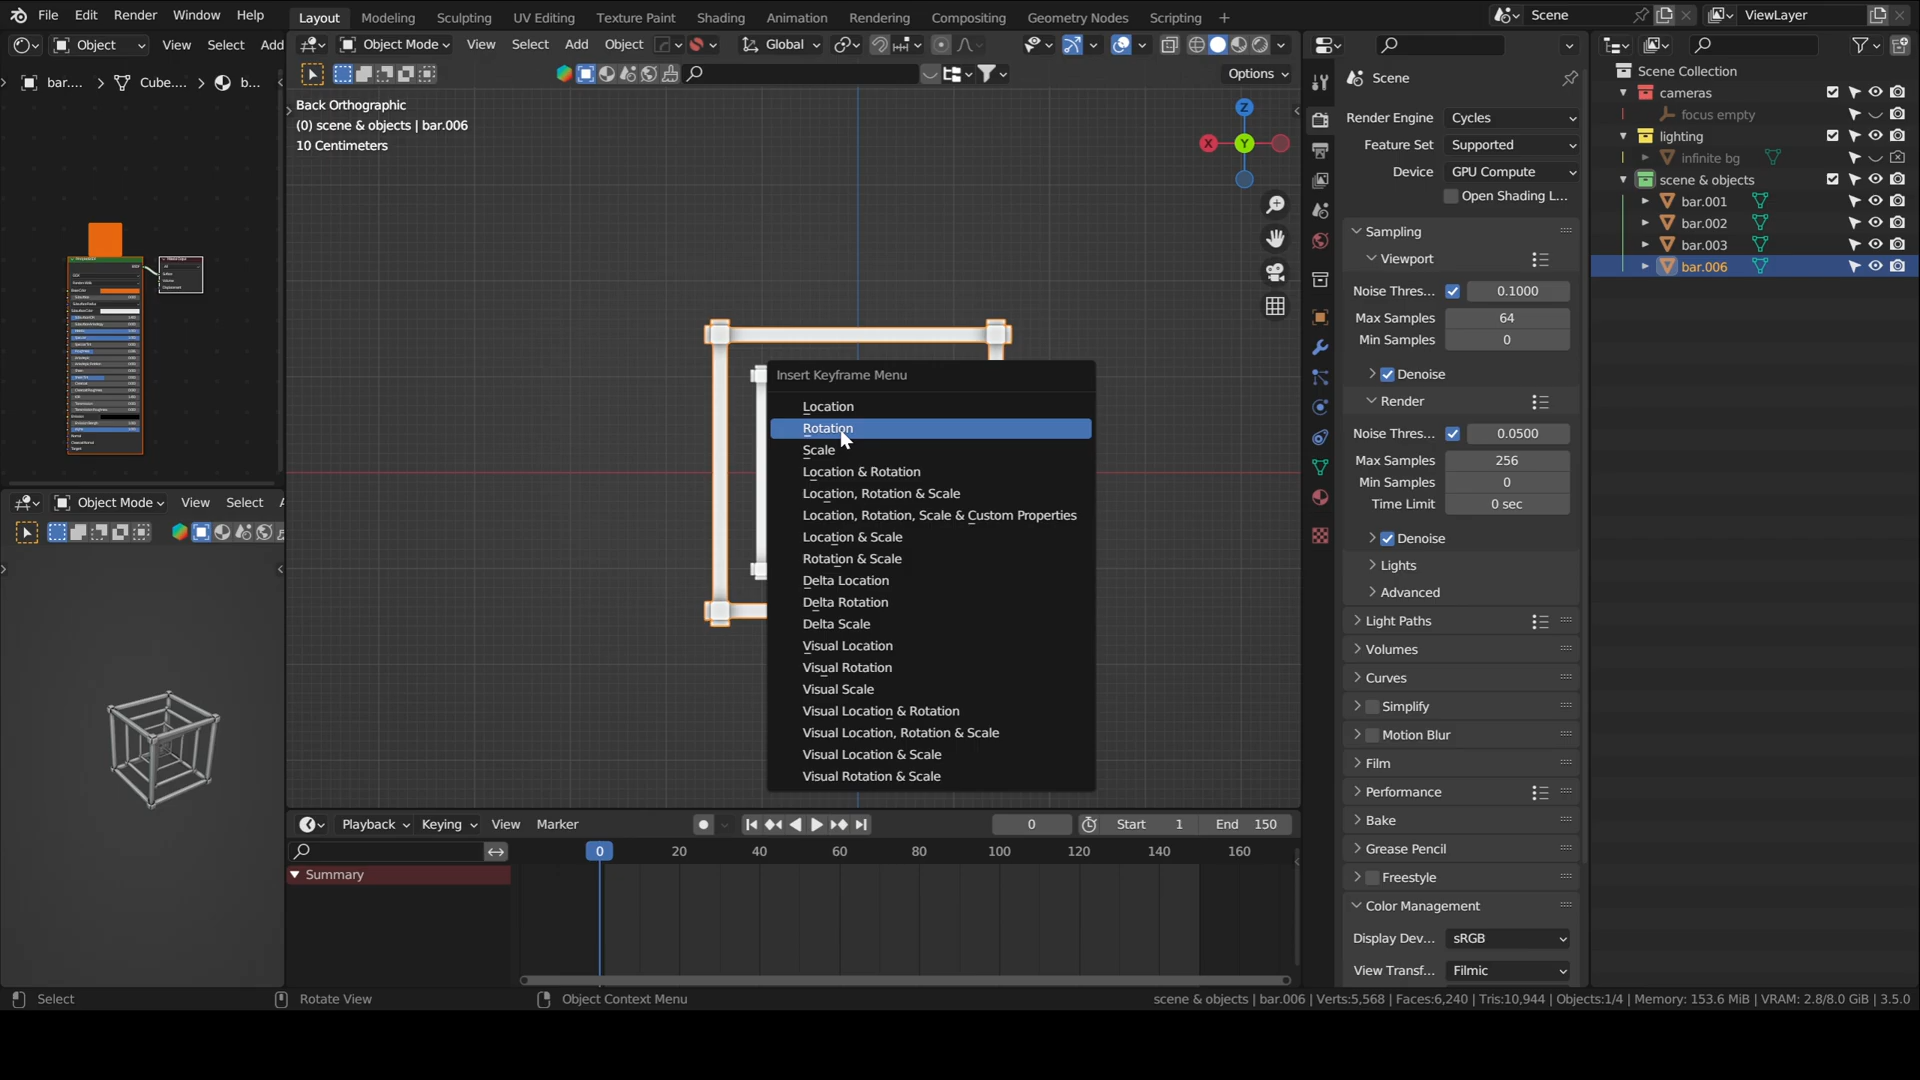 File Edit Render Window Help Layout Modeling Sculpting UV Editing Texture Paint Shading Animation Rendering Compositing Geometry Nodes Scripting + Scene ViewLayer
Object View Select Add Object Mode View Select Add Object Global
bar.... Cube.... b... Options
Back Orthographic
(0) scene & objects | bar.006
10 Centimeters
Z
X Y
Insert Keyframe Menu
Location
Rotation
Scale
Location & Rotation
Location, Rotation & Scale
Location, Rotation, Scale & Custom Properties
Location & Scale
Rotation & Scale
Delta Location
Delta Rotation
Delta Scale
Visual Location
Visual Rotation
Visual Scale
Visual Location & Rotation
Visual Location, Rotation & Scale
Visual Location & Scale
Visual Rotation & Scale
Object Mode View Select
Playback Keying View Marker 0 Start 1 End 150
0 20 40 60 80 100 120 140 160
Summary
Scene
Render Engine Cycles
Feature Set Supported
Device GPU Compute
Open Shading L...
Sampling
Viewport
Noise Thres... 0.1000
Max Samples 64
Min Samples 0
Denoise
Render
Noise Thres... 0.0500
Max Samples 256
Min Samples 0
Time Limit 0 sec
Denoise
Lights
Advanced
Light Paths
Volumes
Curves
Simplify
Motion Blur
Film
Performance
Bake
Grease Pencil
Freestyle
Color Management
Display Dev... sRGB
View Transf... Filmic
Scene Collection
cameras
focus empty
lighting
infinite bg
scene & objects
bar.001
bar.002
bar.003
bar.006
Select Rotate View Object Context Menu scene & objects | bar.006 | Verts:5,568 | Faces:6,240 | Tris:10,944 | Objects:1/4 | Memory: 153.6 MiB | VRAM: 2.8/8.0 GiB | 3.5.0